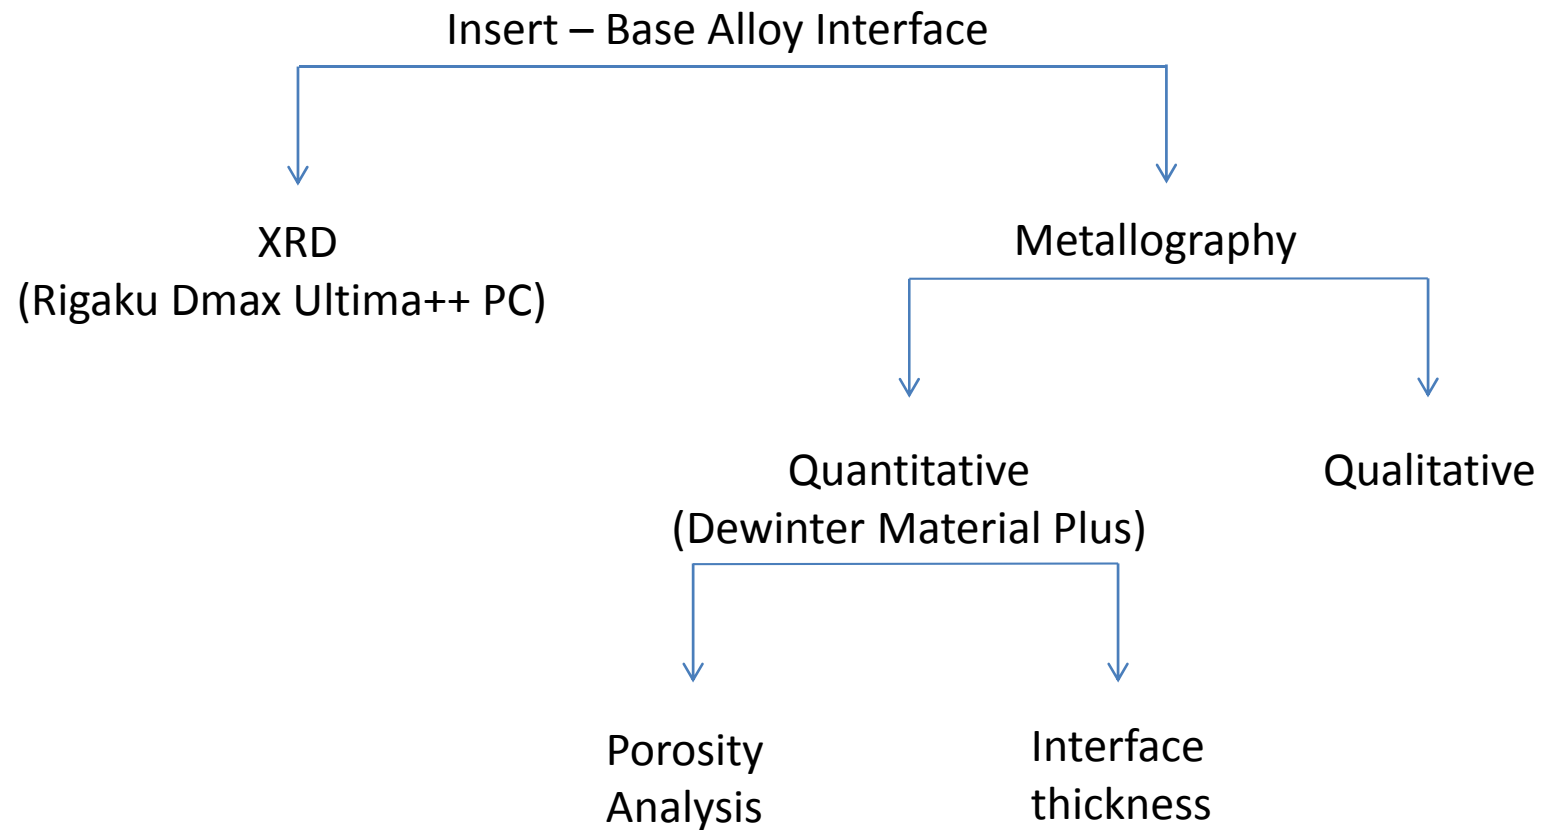 Insert – Base Alloy Interface
XRD
(Rigaku Dmax Ultima++ PC)
Metallography
Quantitative
(Dewinter Material Plus)
Qualitative
Porosity
Analysis
Interface
thickness